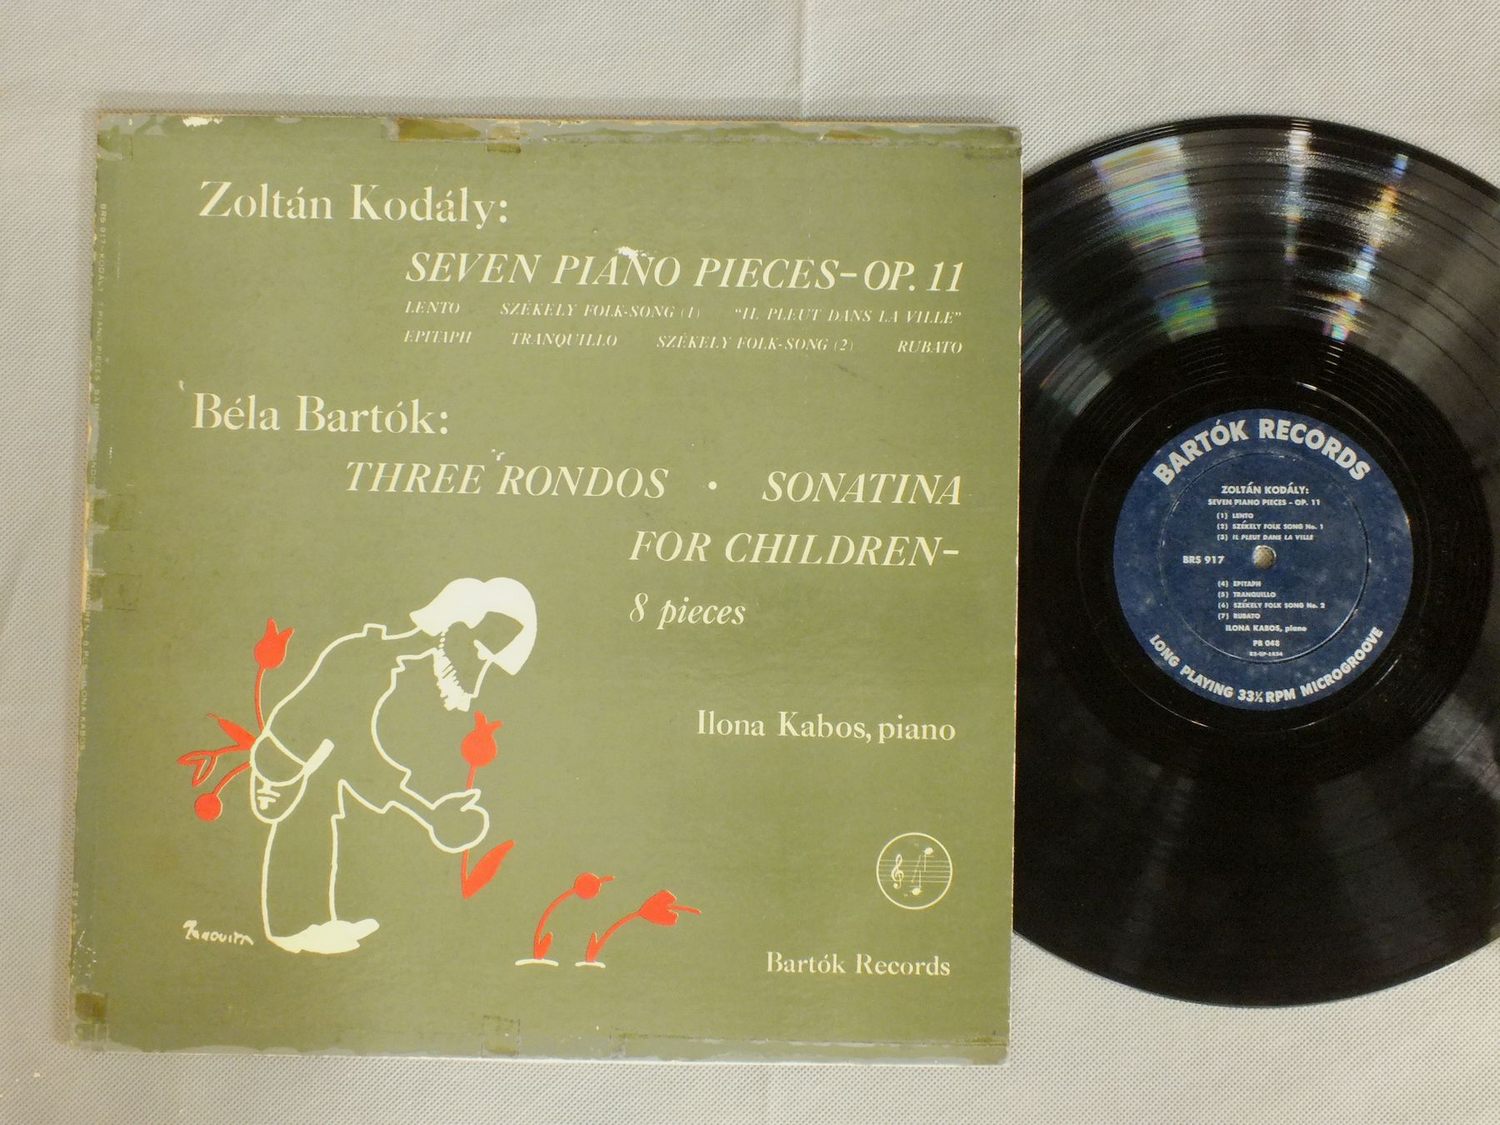 Zoltán Kodály:
SEVEN PIANO PIECES–OP. 11
LENTO SZÉKELY FOLK-SONG (1) "IL PLEUT DANS LA VILLE"
EPITAPH TRANQUILLO SZÉKELY FOLK-SONG (2) RUBATO
Béla Bartók:
THREE RONDOS • SONATINA
FOR CHILDREN–
8 pieces
Ilona Kabos, piano
Bartók Records
BARTÓK RECORDS
ZOLTÁN KODÁLY:
SEVEN PIANO PIECES – OP. 11
(1) LENTO
(2) SZÉKELY FOLK SONG No. 1
(3) IL PLEUT DANS LA VILLE
BRS 917
(4) EPITAPH
(5) TRANQUILLO
(6) SZÉKELY FOLK SONG No. 2
(7) RUBATO
ILONA KABOS, piano
PB 048
LONG PLAYING 33⅓ RPM MICROGROOVE